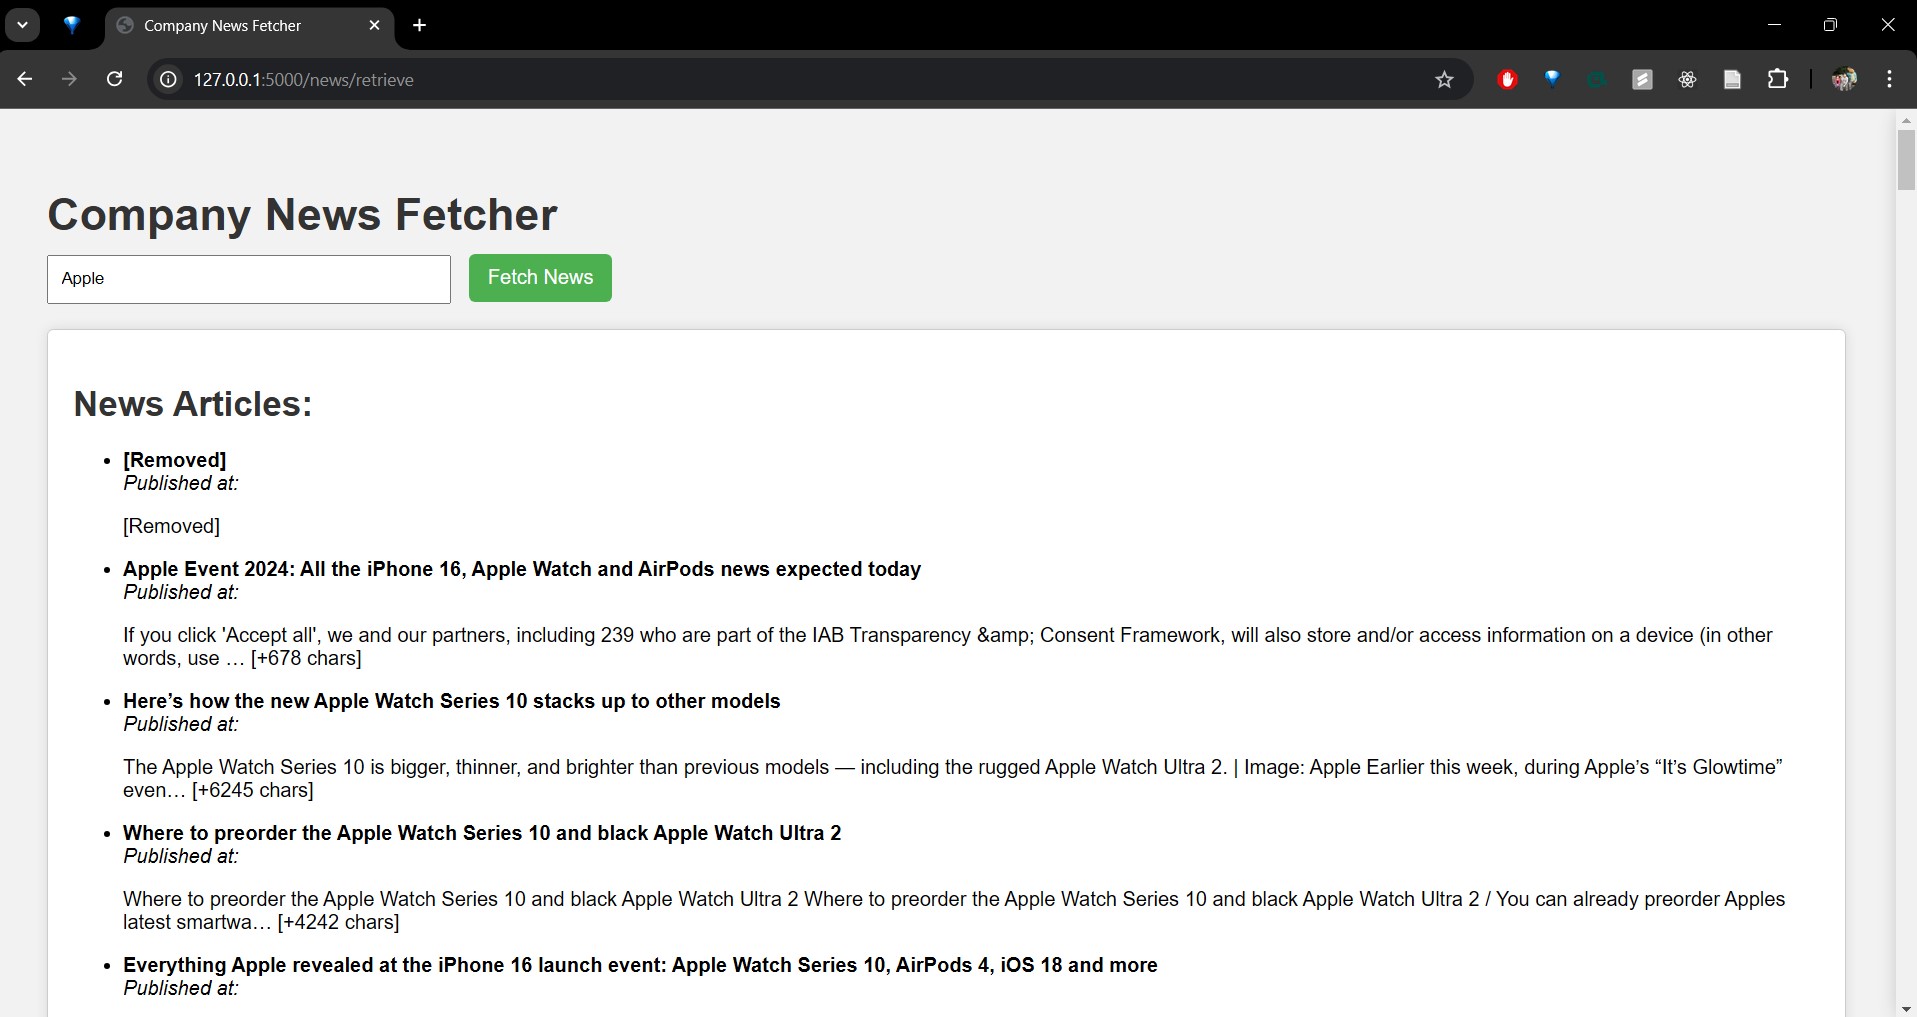 Company News Fetcher
127.0.0.1:5000/news/retrieve
Company News Fetcher
Apple
Fetch News
News Articles:
[Removed]
Published at:
[Removed]
Apple Event 2024: All the iPhone 16, Apple Watch and AirPods news expected today
Published at:
If you click 'Accept all', we and our partners, including 239 who are part of the IAB Transparency &amp; Consent Framework, will also store and/or access information on a device (in other
words, use … [+678 chars]
Here’s how the new Apple Watch Series 10 stacks up to other models
Published at:
The Apple Watch Series 10 is bigger, thinner, and brighter than previous models — including the rugged Apple Watch Ultra 2. | Image: Apple Earlier this week, during Apple’s “It’s Glowtime”
even… [+6245 chars]
Where to preorder the Apple Watch Series 10 and black Apple Watch Ultra 2
Published at:
Where to preorder the Apple Watch Series 10 and black Apple Watch Ultra 2 Where to preorder the Apple Watch Series 10 and black Apple Watch Ultra 2 / You can already preorder Apples
latest smartwa… [+4242 chars]
Everything Apple revealed at the iPhone 16 launch event: Apple Watch Series 10, AirPods 4, iOS 18 and more
Published at: